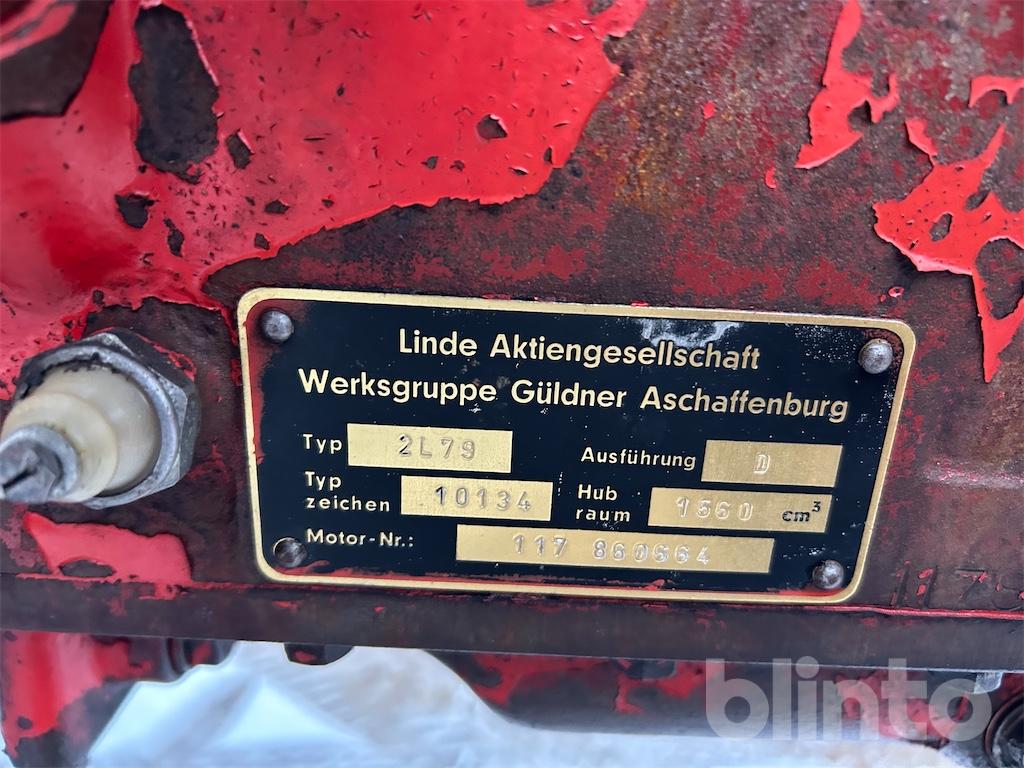 Linde Aktiengesellschaft
Werksgruppe Güldner Aschaffenburg
Typ 2L79 Ausführung D
Typ zeichen 10134 Hub raum 1560 cm³
Motor-Nr.: 117 860664
blinto